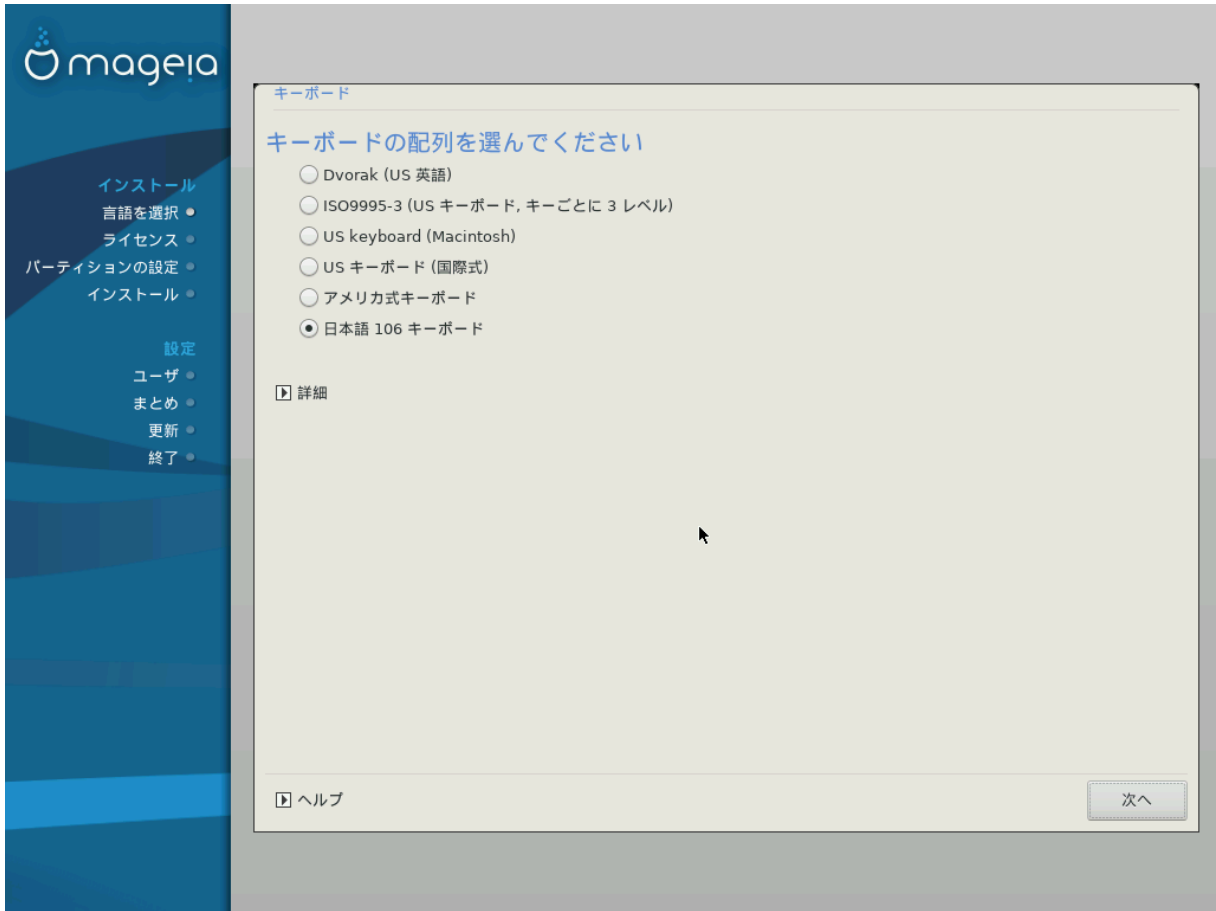 mageia
インストール
言語を選択
ライセンス
パーティションの設定
インストール
設定
ユーザ
まとめ
更新
終了
キーボード
キーボードの配列を選んでください
Dvorak (US 英語)
ISO9995-3 (US キーボード, キーごとに 3 レベル)
US keyboard (Macintosh)
US キーボード (国際式)
アメリカ式キーボード
日本語 106 キーボード
詳細
ヘルプ
次へ